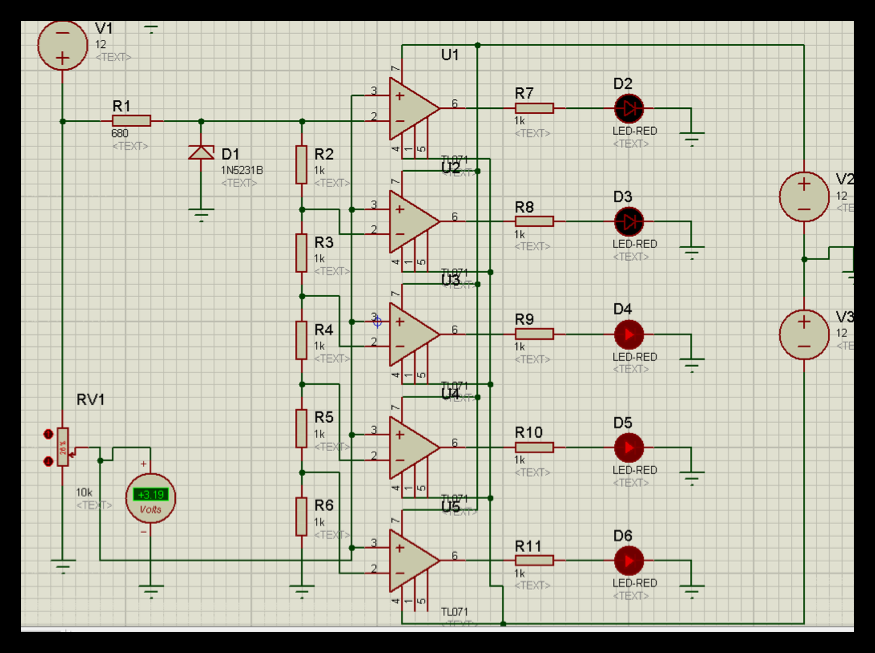 V1
12
<TEXT>
R1
680
<TEXT>
D1
1N5231B
<TEXT>
R2
1k
<TEXT>
R3
1k
<TEXT>
R4
1k
<TEXT>
R5
1k
<TEXT>
R6
1k
<TEXT>
RV1
26 %
10k
<TEXT>
+3.19
Volts
+
−
U1
3
2
7
6
4 1 5
TL071
<TEXT>
U2
3
2
7
6
4 1 5
TL071
<TEXT>
U3
3
2
7
6
4 1 5
TL071
<TEXT>
U4
3
2
7
6
4 1 5
TL071
<TEXT>
U5
3
2
7
6
4 1 5
TL071
<TEXT>
R7
1k
<TEXT>
D2
LED-RED
<TEXT>
R8
1k
<TEXT>
D3
LED-RED
<TEXT>
R9
1k
<TEXT>
D4
LED-RED
<TEXT>
R10
1k
<TEXT>
D5
LED-RED
<TEXT>
R11
1k
<TEXT>
D6
LED-RED
<TEXT>
V2
12
<TE
V3
12
<TE